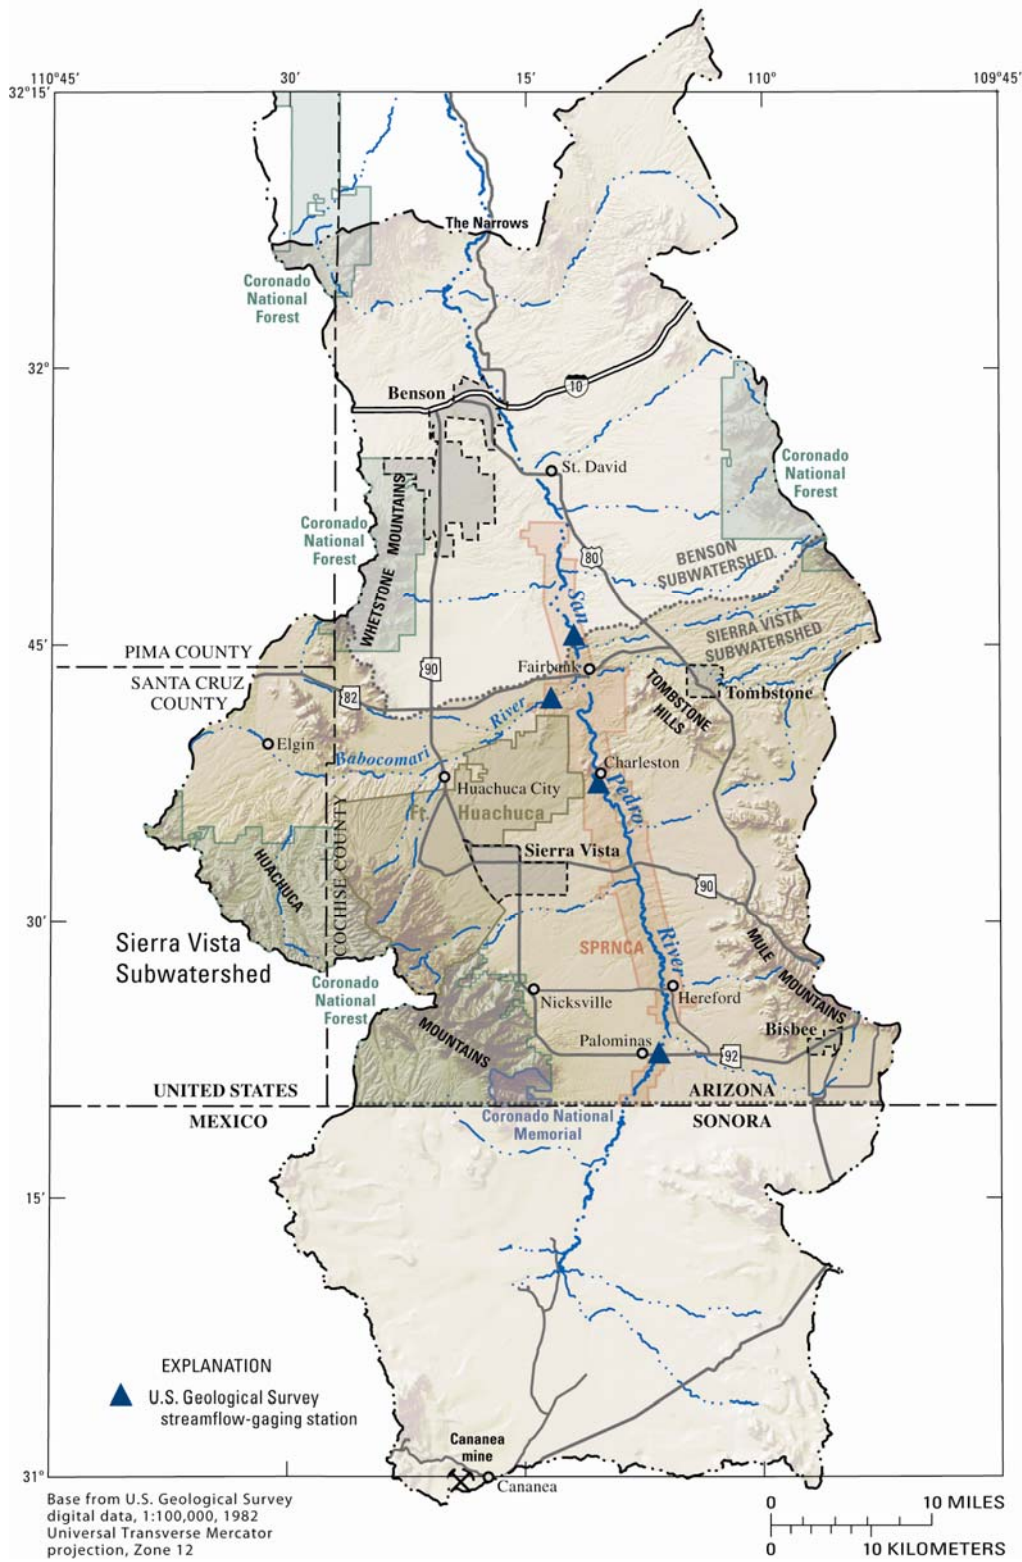 110°45′
30′
15′
110°
109°45′
32°15′
The Narrows
Coronado
National
Forest
32°
Benson
10
St. David
Coronado
National
Forest
WHETSTONE MOUNTAINS
Coronado
National
Forest
80
BENSON
SUBWATERSHED
San
SIERRA VISTA
SUBWATERSHED
45′
PIMA COUNTY
SANTA CRUZ
COUNTY
90
Fairbank
82
TOMBSTONE
HILLS
Tombstone
River
Elgin
Babocomari
Charleston
Huachuca City
Pedro
Ft. Huachuca
COCHISE COUNTY
Sierra Vista
HUACHUCA
90
30′
Sierra Vista
Subwatershed
SPRNCA
River
MULE MOUNTAINS
Coronado
National
Forest
Nicksville
Hereford
MOUNTAINS
Palominas
Bisbee
92
UNITED STATES
ARIZONA
MEXICO
Coronado National
Memorial
SONORA
15′
EXPLANATION
U.S. Geological Survey
streamflow-gaging station
Cananea
mine
31°
Cananea
Base from U.S. Geological Survey
digital data, 1:100,000, 1982
Universal Transverse Mercator
projection, Zone 12
0 10 MILES
0 10 KILOMETERS